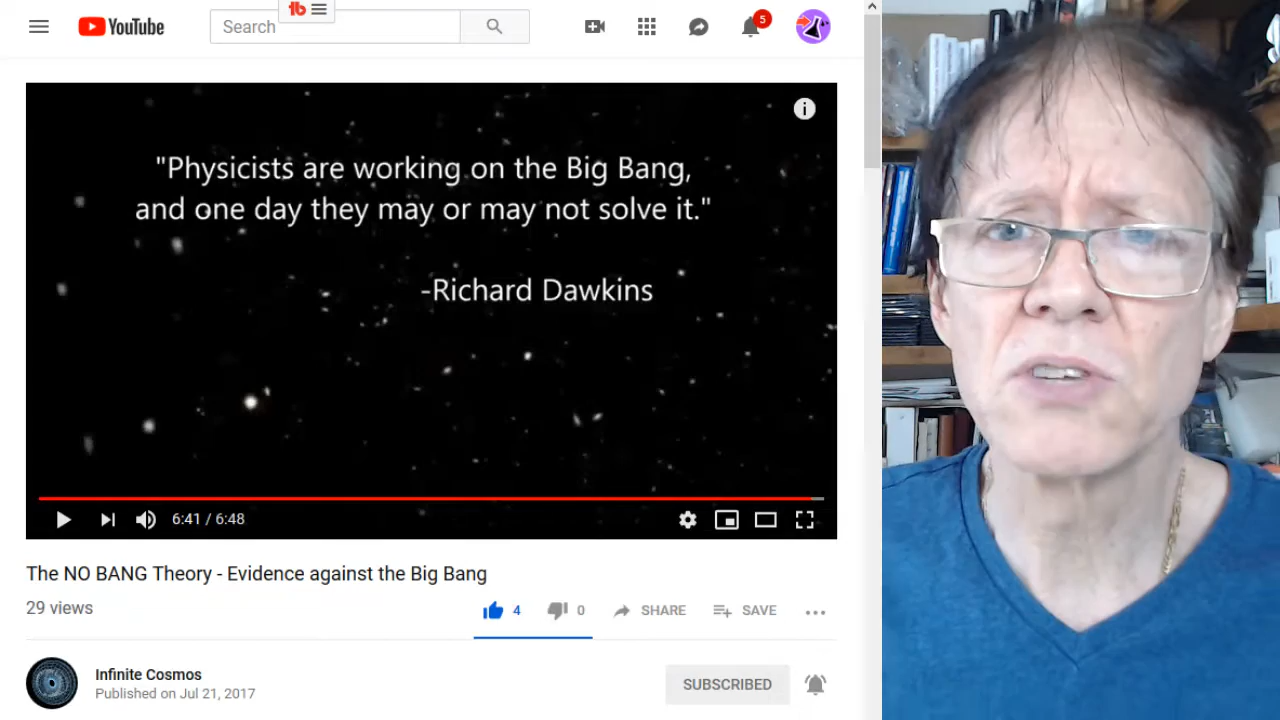 YouTube
Search
5
"Physicists are working on the Big Bang,
and one day they may or may not solve it."
-Richard Dawkins
6:41 / 6:48
The NO BANG Theory - Evidence against the Big Bang
29 views
4
0
SHARE
SAVE
Infinite Cosmos
Published on Jul 21, 2017
SUBSCRIBED